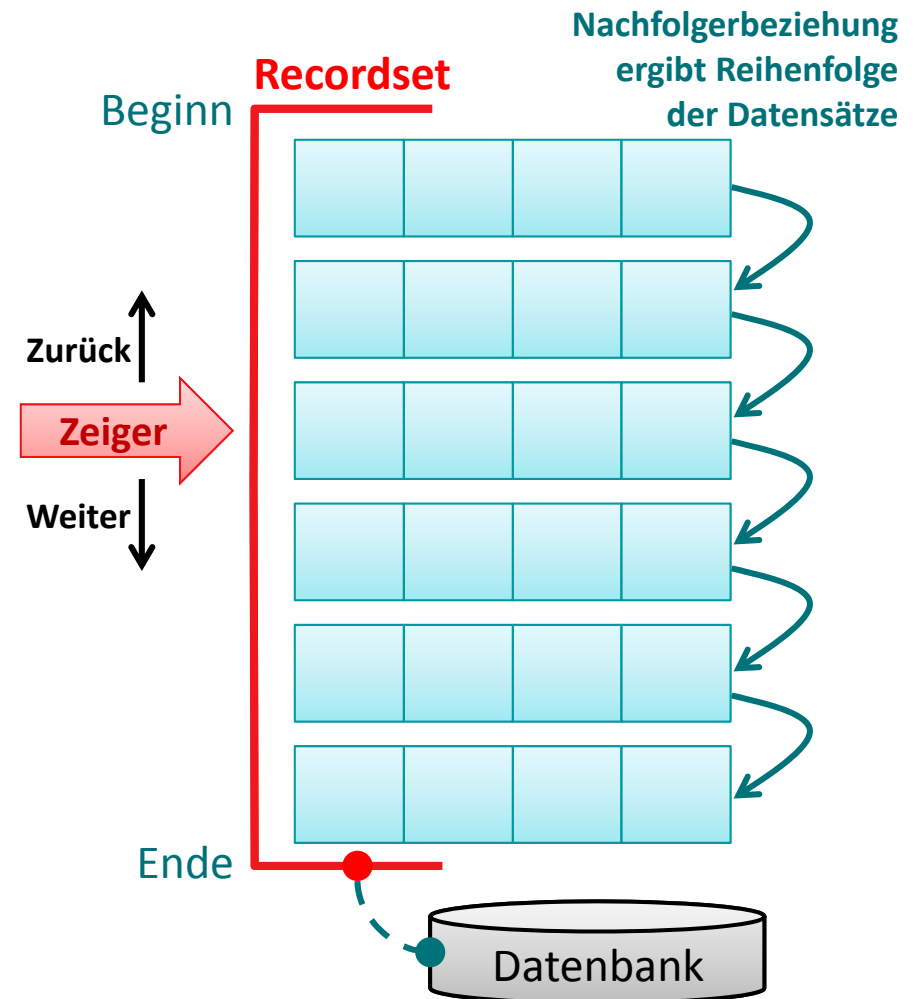 Nachfolgerbeziehung
ergibt Reihenfolge
der Datensätze
Recordset
Beginn
Zurück
Zeiger
Weiter
Ende
Datenbank